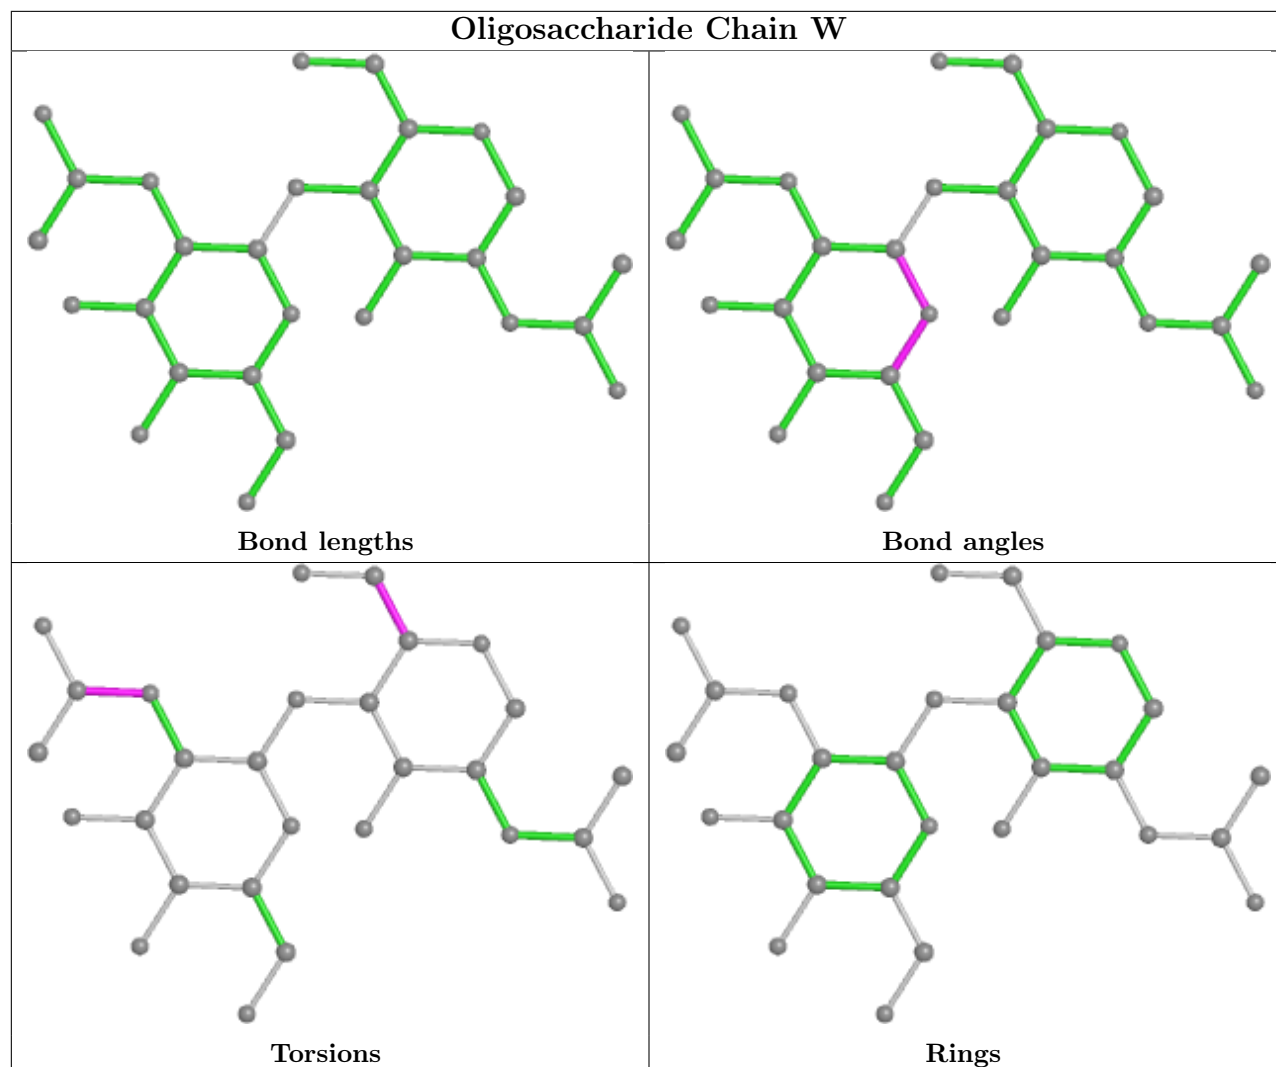 Oligosaccharide Chain W
Bond lengths
Bond angles
Torsions
Rings